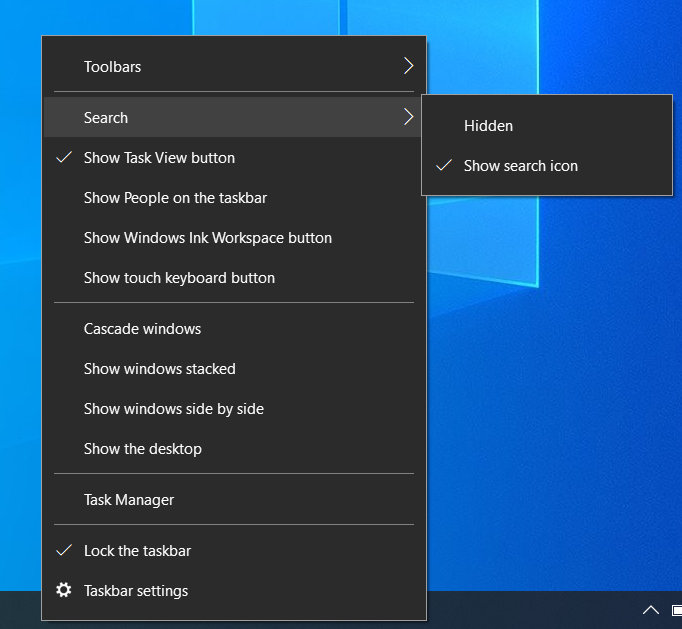 Toolbars
Search
Hidden
Show search icon
Show Task View button
Show People on the taskbar
Show Windows Ink Workspace button
Show touch keyboard button
Cascade windows
Show windows stacked
Show windows side by side
Show the desktop
Task Manager
Lock the taskbar
Taskbar settings